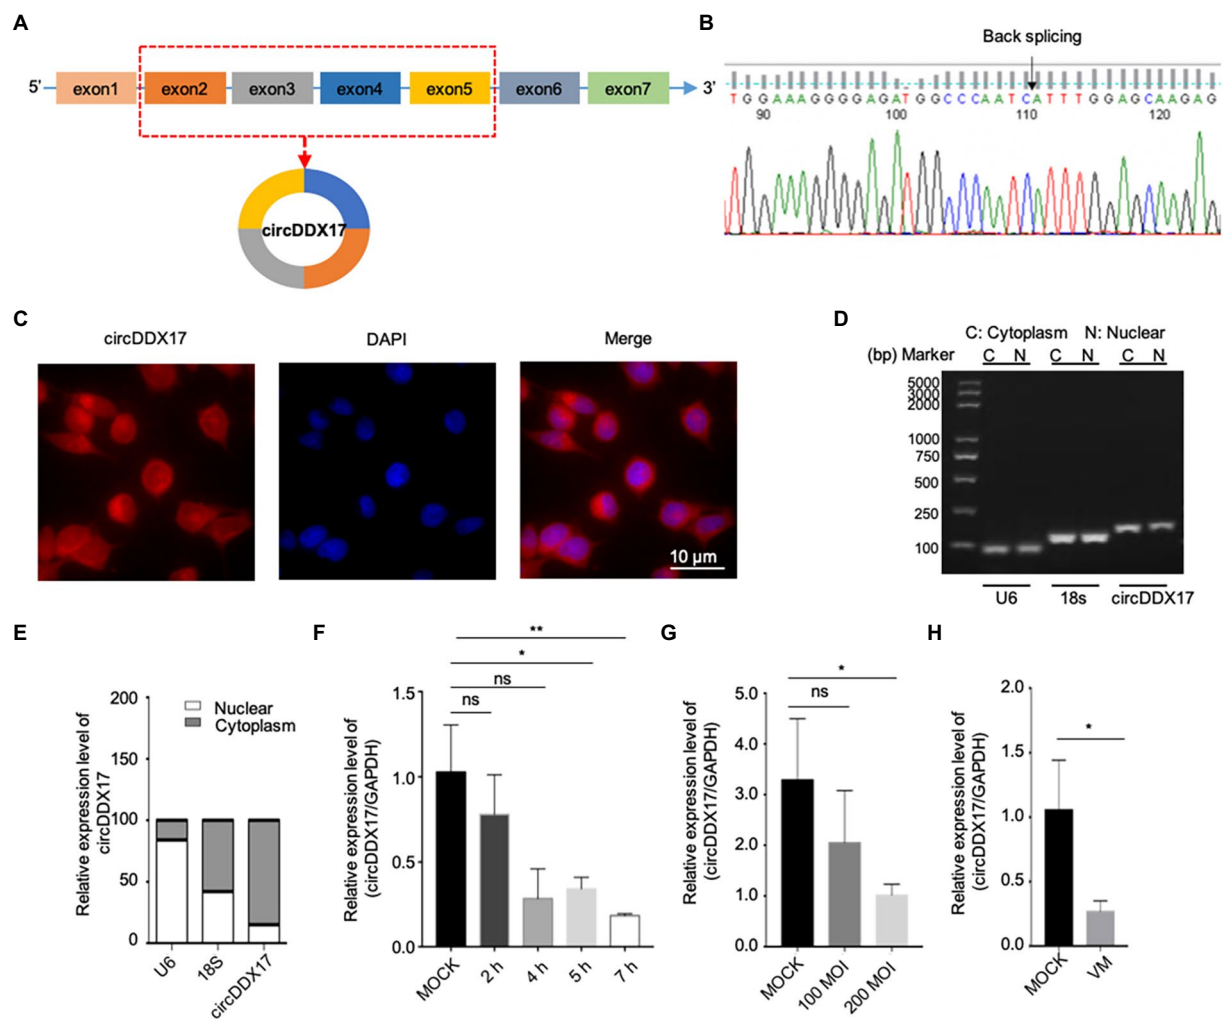 A
5' exon1 exon2 exon3 exon4 exon5 exon6 exon7 3'
circDDX17
B
Back splicing
TGGAAAGGGGAGATGGCCCAATCATTTGGAGCAAGAG
90 100 110 120
C
circDDX17 DAPI Merge
10 μm
D
C: Cytoplasm N: Nuclear
(bp) Marker C N C N C N
5000
3000
2000
1000
750
500
250
100
U6 18s circDDX17
E
Relative expression level of
circDDX17
200
150
100
50
0
Nuclear
Cytoplasm
U6 18S circDDX17
F
**
*
ns
ns
Relative expression level of
(circDDX17/GAPDH)
1.5
1.0
0.5
0.0
MOCK 2 h 4 h 5 h 7 h
G
*
ns
Relative expression level of
(circDDX17/GAPDH)
5.0
4.0
3.0
2.0
1.0
0.0
MOCK 100 MOI 200 MOI
H
*
Relative expression level of
(circDDX17/GAPDH)
2.0
1.5
1.0
0.5
0.0
MOCK VM